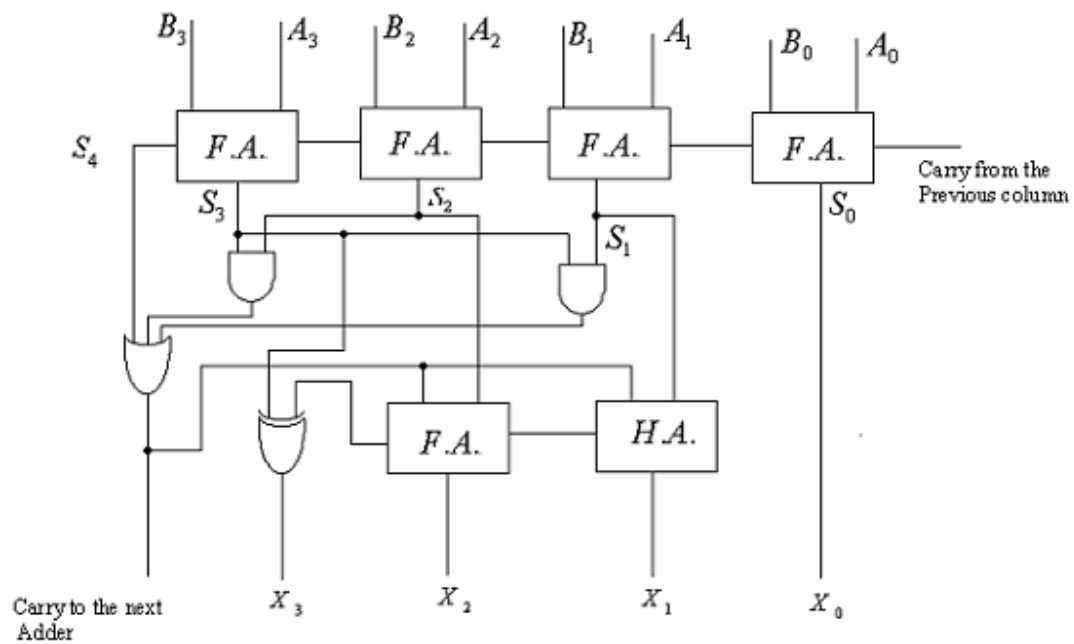 B3 A3 B2 A2 B1 A1 B0 A0
S4 F.A. F.A. F.A. F.A.
Carry from the
Previous column
S3 S2 S1 S0
F.A. H.A.
Carry to the next
Adder
X3 X2 X1 X0